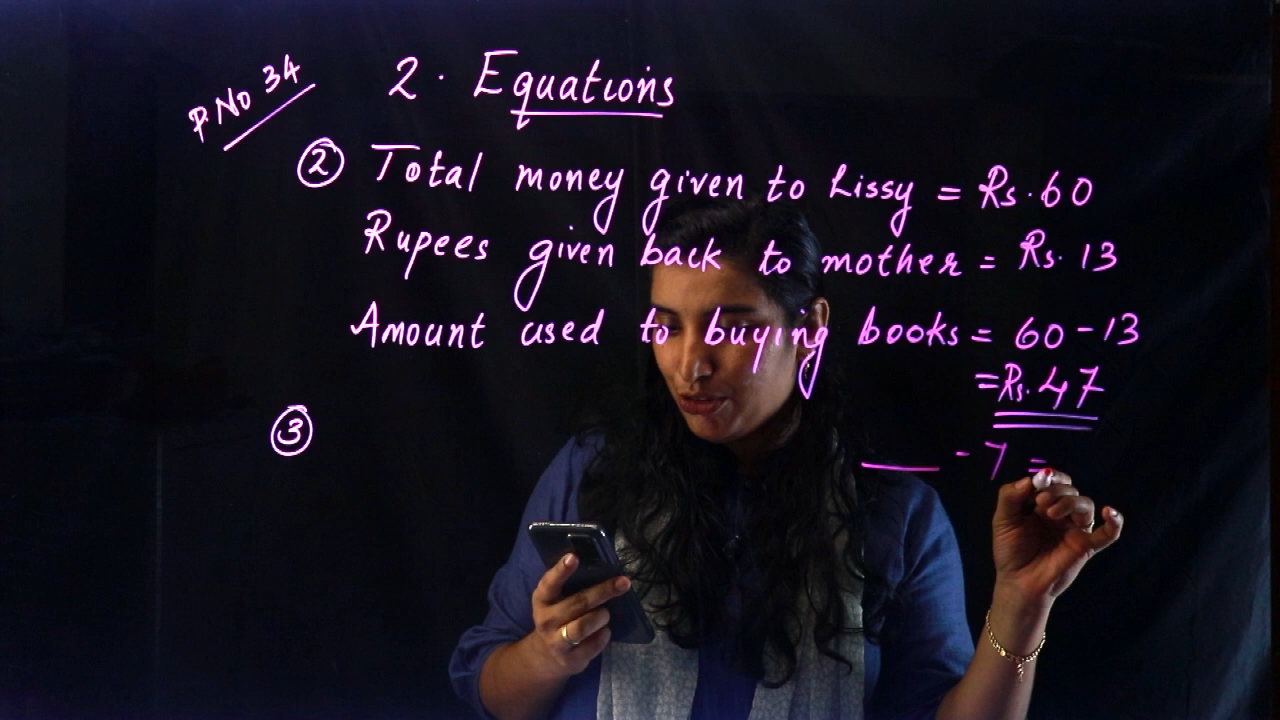 P.No 34
2. Equations
② Total money given to Lissy = Rs. 60
Rupees given back to mother = Rs. 13
Amount used to buying books = 60 - 13
= Rs. 47
③
____ - 7 =